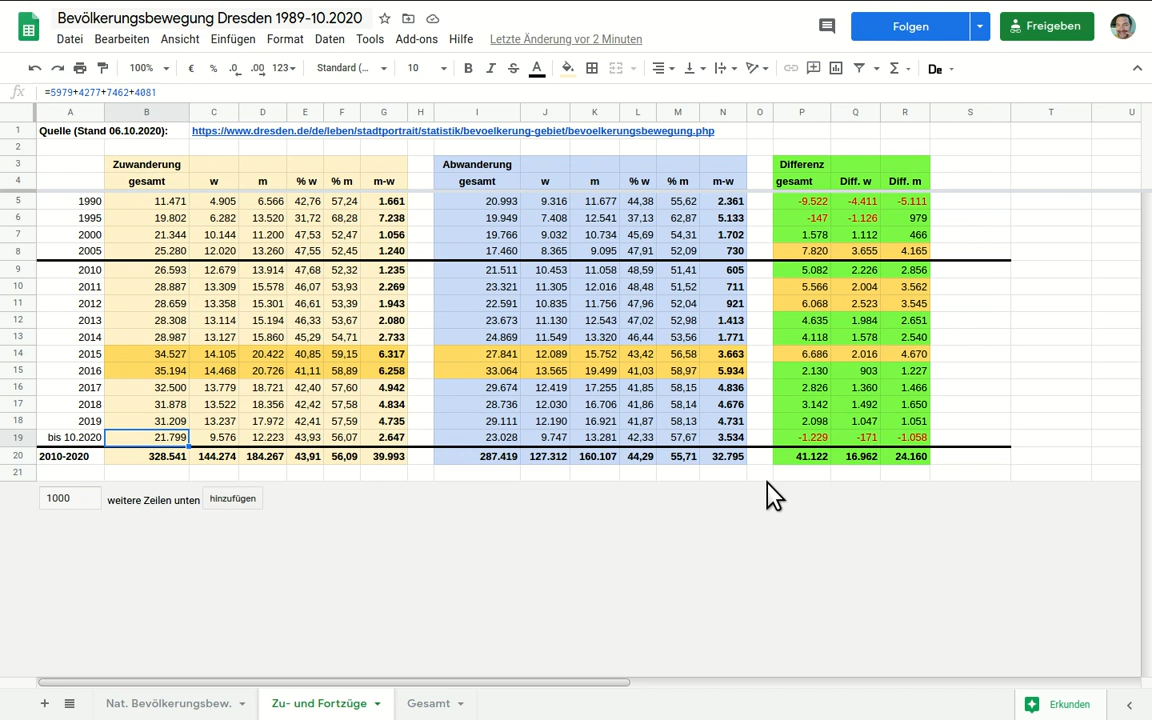 Bevölkerungsbewegung Dresden 1989-10.2020
Datei Bearbeiten Ansicht Einfügen Format Daten Tools Add-ons Hilfe Letzte Änderung vor 2 Minuten
Folgen
Freigeben
100% € % .0 .00 123 Standard (... 10 B I S A Σ De
fx =5979+4277+7462+4081
A B C D E F G H I J K L M N O P Q R S T U
1 Quelle (Stand 06.10.2020): https://www.dresden.de/de/leben/stadtportrait/statistik/bevoelkerung-gebiet/bevoelkerungsbewegung.php
2
3 Zuwanderung Abwanderung Differenz
4 gesamt w m % w % m m-w gesamt w m % w % m m-w gesamt Diff. w Diff. m
5 1990 11.471 4.905 6.566 42,76 57,24 1.661 20.993 9.316 11.677 44,38 55,62 2.361 -9.522 -4.411 -5.111
6 1995 19.802 6.282 13.520 31,72 68,28 7.238 19.949 7.408 12.541 37,13 62,87 5.133 -147 -1.126 979
7 2000 21.344 10.144 11.200 47,53 52,47 1.056 19.766 9.032 10.734 45,69 54,31 1.702 1.578 1.112 466
8 2005 25.280 12.020 13.260 47,55 52,45 1.240 17.460 8.365 9.095 47,91 52,09 730 7.820 3.655 4.165
9 2010 26.593 12.679 13.914 47,68 52,32 1.235 21.511 10.453 11.058 48,59 51,41 605 5.082 2.226 2.856
10 2011 28.887 13.309 15.578 46,07 53,93 2.269 23.321 11.305 12.016 48,48 51,52 711 5.566 2.004 3.562
11 2012 28.659 13.358 15.301 46,61 53,39 1.943 22.591 10.835 11.756 47,96 52,04 921 6.068 2.523 3.545
12 2013 28.308 13.114 15.194 46,33 53,67 2.080 23.673 11.130 12.543 47,02 52,98 1.413 4.635 1.984 2.651
13 2014 28.987 13.127 15.860 45,29 54,71 2.733 24.869 11.549 13.320 46,44 53,56 1.771 4.118 1.578 2.540
14 2015 34.527 14.105 20.422 40,85 59,15 6.317 27.841 12.089 15.752 43,42 56,58 3.663 6.686 2.016 4.670
15 2016 35.194 14.468 20.726 41,11 58,89 6.258 33.064 13.565 19.499 41,03 58,97 5.934 2.130 903 1.227
16 2017 32.500 13.779 18.721 42,40 57,60 4.942 29.674 12.419 17.255 41,85 58,15 4.836 2.826 1.360 1.466
17 2018 31.878 13.522 18.356 42,42 57,58 4.834 28.736 12.030 16.706 41,86 58,14 4.676 3.142 1.492 1.650
18 2019 31.209 13.237 17.972 42,41 57,59 4.735 29.111 12.190 16.921 41,87 58,13 4.731 2.098 1.047 1.051
19 bis 10.2020 21.799 9.576 12.223 43,93 56,07 2.647 23.028 9.747 13.281 42,33 57,67 3.534 -1.229 -171 -1.058
20 2010-2020 328.541 144.274 184.267 43,91 56,09 39.993 287.419 127.312 160.107 44,29 55,71 32.795 41.122 16.962 24.160
21
1000 weitere Zeilen unten hinzufügen
+ Nat. Bevölkerungsbew. Zu- und Fortzüge Gesamt Erkunden